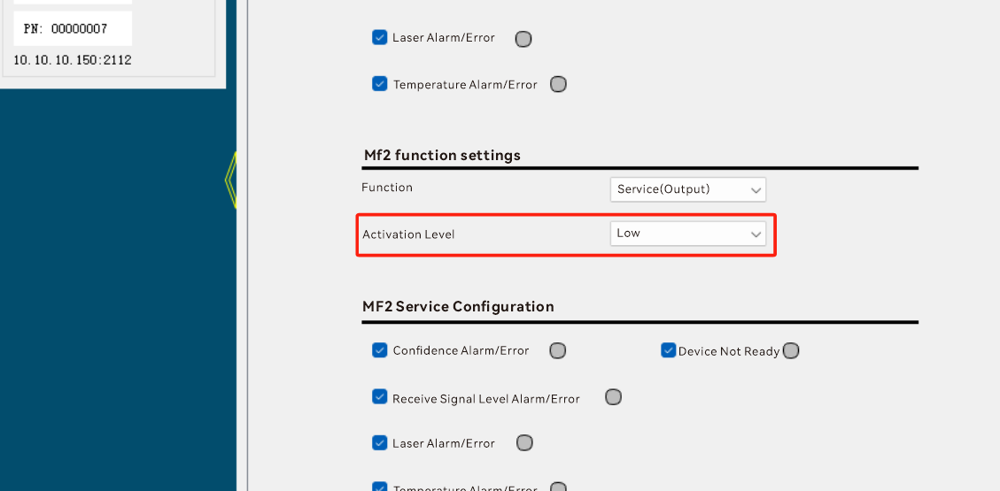 PN: 00000007
10.10.10.150:2112
Laser Alarm/Error
Temperature Alarm/Error
Mf2 function settings
Function Service(Output)
Activation Level Low
MF2 Service Configuration
Confidence Alarm/Error Device Not Ready
Receive Signal Level Alarm/Error
Laser Alarm/Error
Temperature Alarm/Error